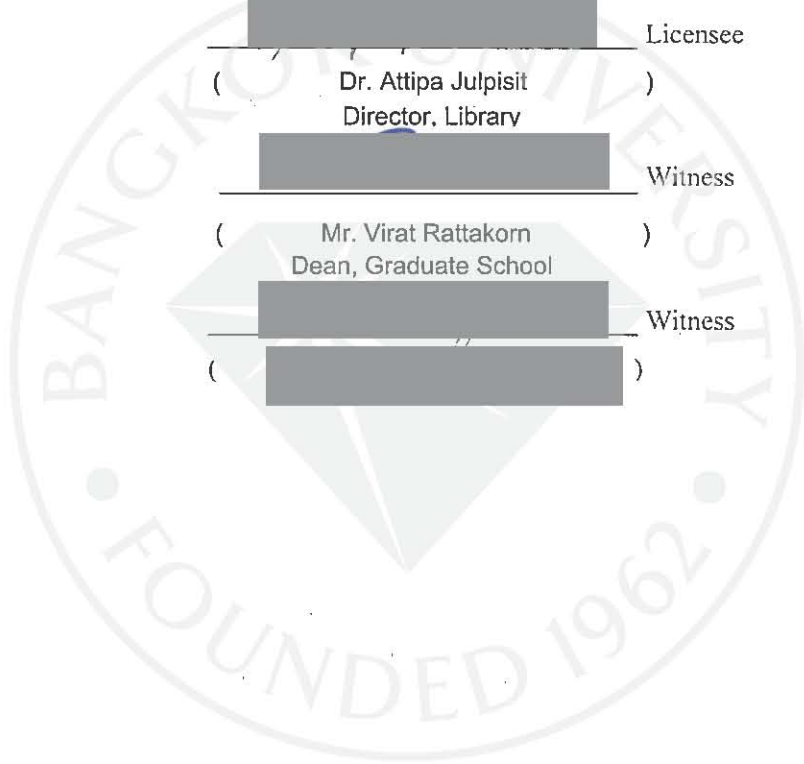 Licensee
( Dr. Attipa Julpisit )
Director, Library
Witness
( Mr. Virat Rattakorn )
Dean, Graduate School
Witness
( )
BANGKOK UNIVERSITY
• FOUNDED 1962 •